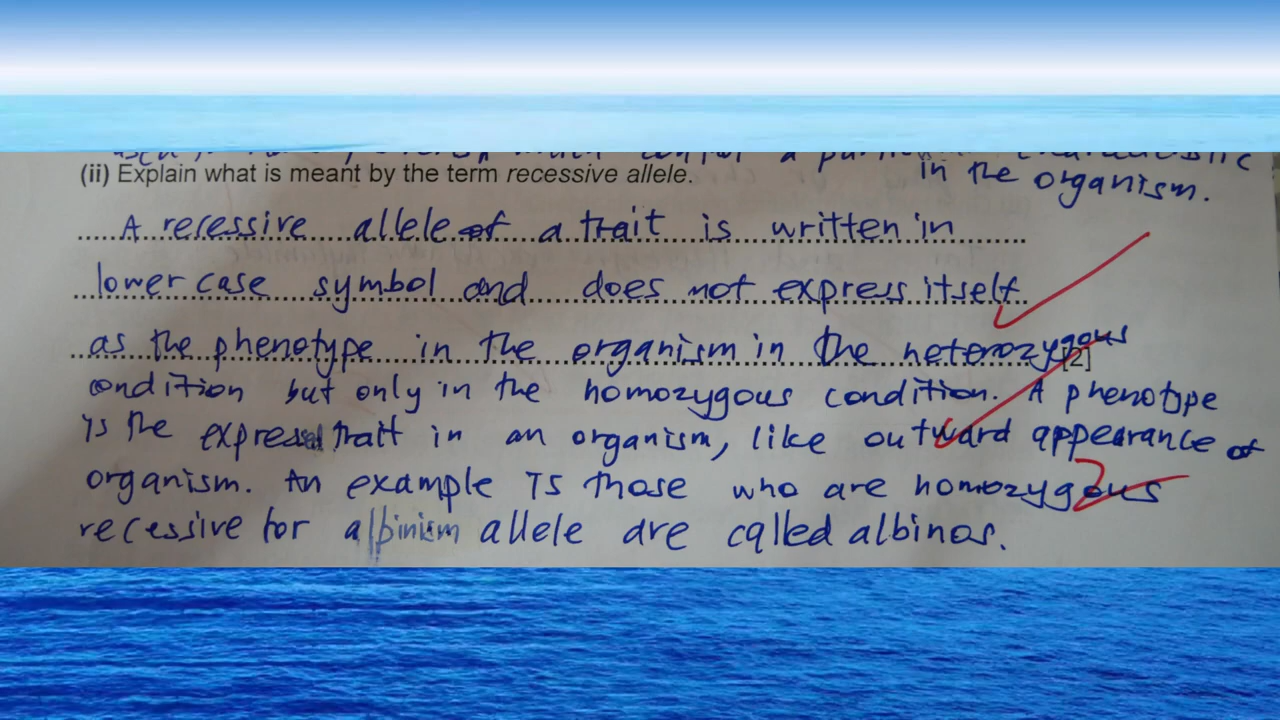 a characteristic
in the organism.
(ii) Explain what is meant by the term recessive allele.
A recessive allele of a trait is written in
lower case symbol and does not express itself
as the phenotype in the organism in the heterozygous
[2]
condition but only in the homozygous condition. A phenotype
is the expressed trait in an organism, like outward appearance of
organism. An example is those who are homozygous
recessive for albinism allele are called albinos.
2